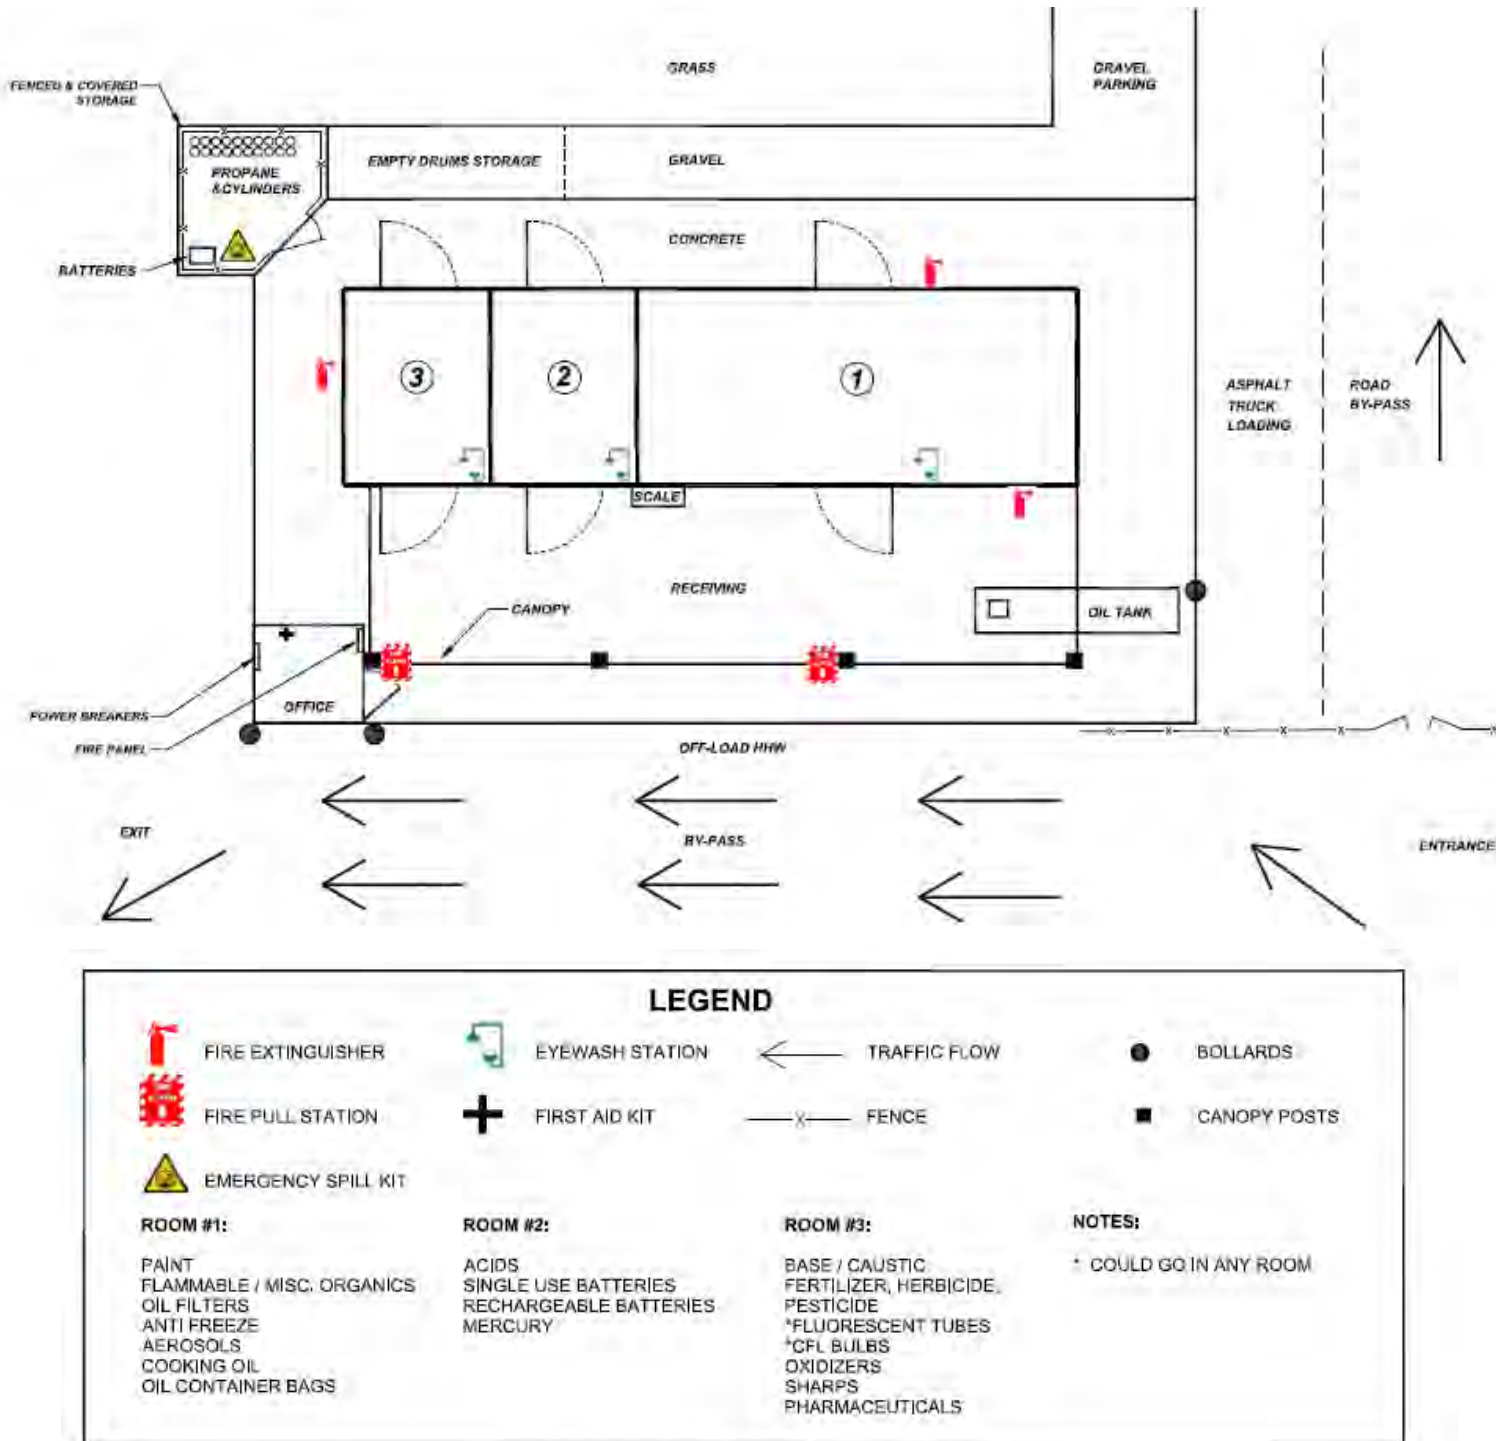 GRASS
GRAVEL
PARKING
FENCED & COVERED
STORAGE
EMPTY DRUMS STORAGE
GRAVEL
PROPANE
&CYLINDERS
CONCRETE
BATTERIES
3
2
1
ASPHALT
TRUCK
LOADING
ROAD
BY-PASS
SCALE
RECEIVING
CANOPY
OIL TANK
POWER BREAKERS
OFFICE
FIRE PANEL
OFF-LOAD HHW
EXIT
BY-PASS
ENTRANCE
LEGEND
FIRE EXTINGUISHER
EYEWASH STATION
TRAFFIC FLOW
BOLLARDS
FIRE PULL STATION
FIRST AID KIT
FENCE
CANOPY POSTS
EMERGENCY SPILL KIT
ROOM #1:
PAINT
FLAMMABLE / MISC. ORGANICS
OIL FILTERS
ANTI FREEZE
AEROSOLS
COOKING OIL
OIL CONTAINER BAGS
ROOM #2:
ACIDS
SINGLE USE BATTERIES
RECHARGEABLE BATTERIES
MERCURY
ROOM #3:
BASE / CAUSTIC
FERTILIZER, HERBICIDE,
PESTICIDE
*FLUORESCENT TUBES
*CFL BULBS
OXIDIZERS
SHARPS
PHARMACEUTICALS
NOTES:
* COULD GO IN ANY ROOM